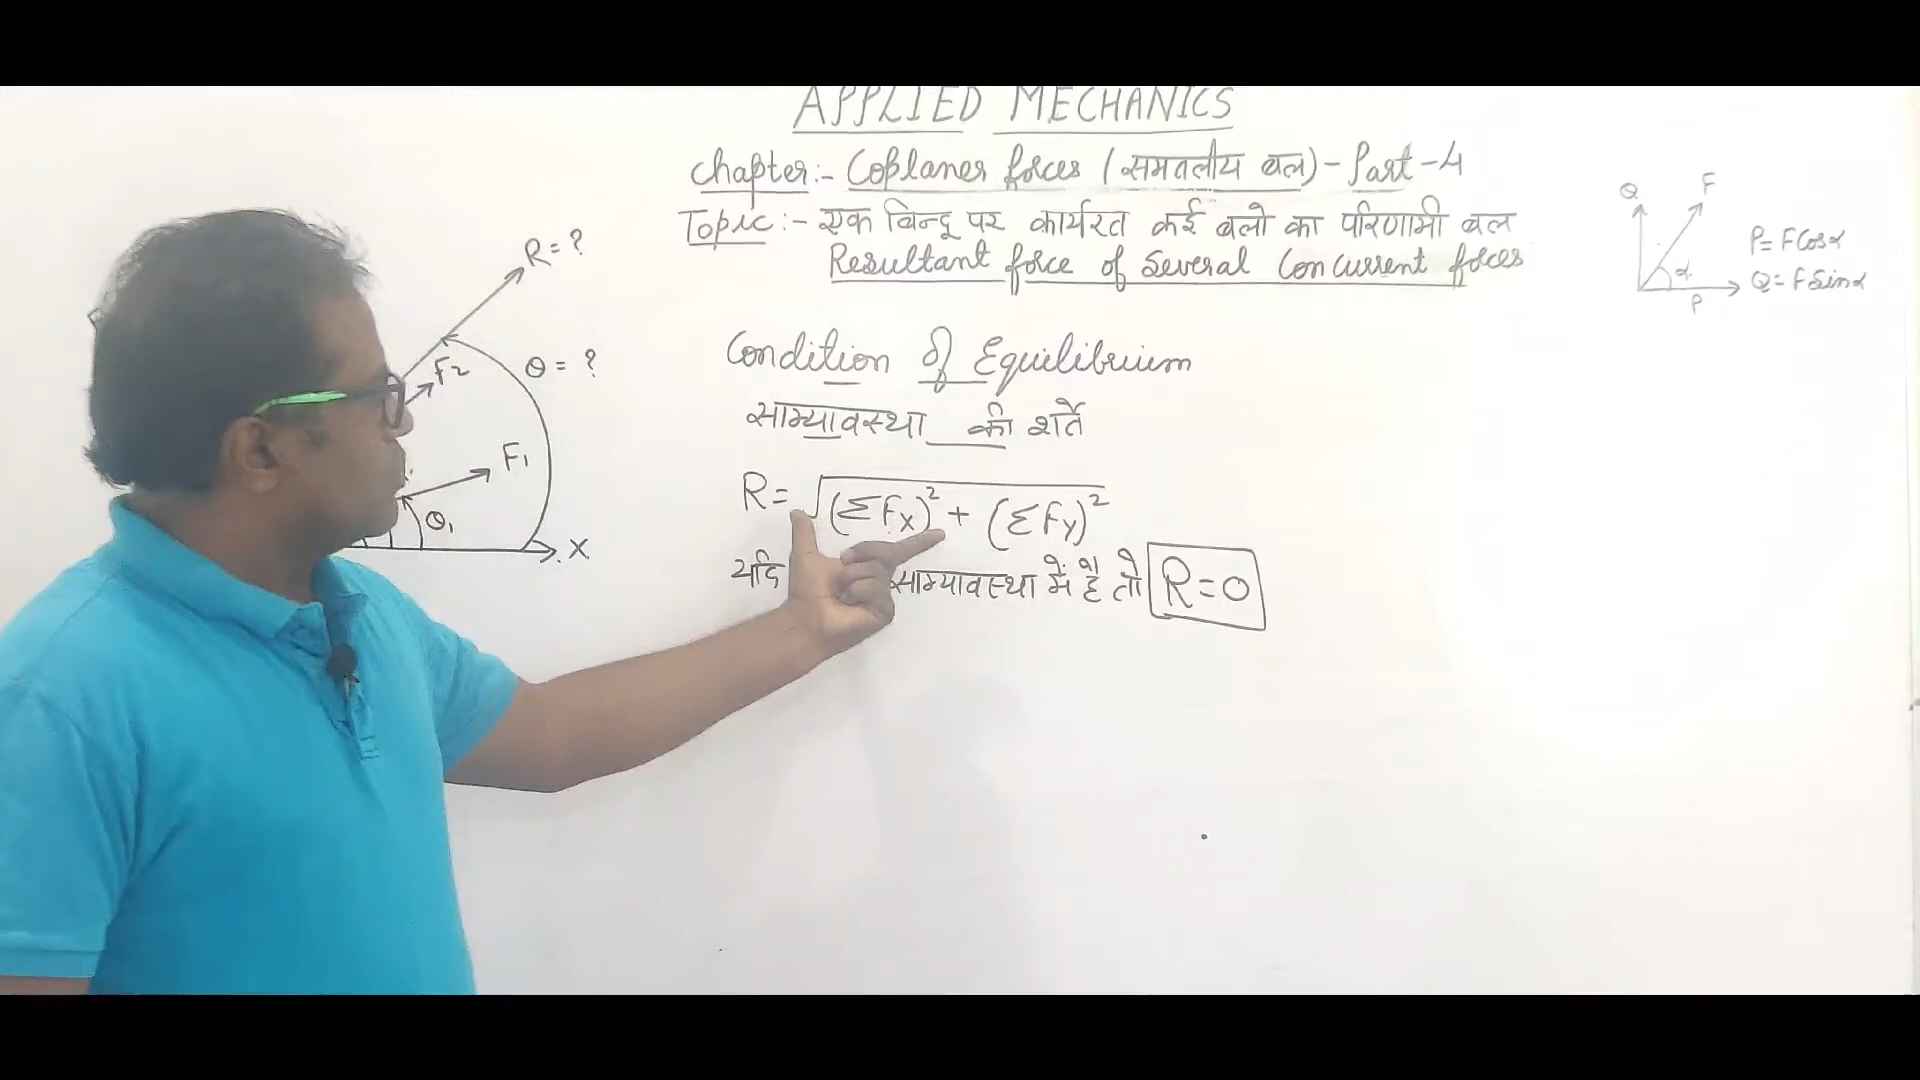 APPLIED MECHANICS
Chapter:- Coplaner forces (समतलीय बल) - Part-4
Topic:- एक बिन्दू पर कार्यरत कई बलो का परिणामी बल
Resultant force of Several Concurrent forces
Condition of Equilibrium
साम्यावस्था की शर्ते
R = √(ΣFx)² + (ΣFy)²
यदि साम्यावस्था में है तो R=0
R = ?
θ = ?
F2
F1
θ1
X
Q
F
α
P
P = F Cosα
Q = F Sinα